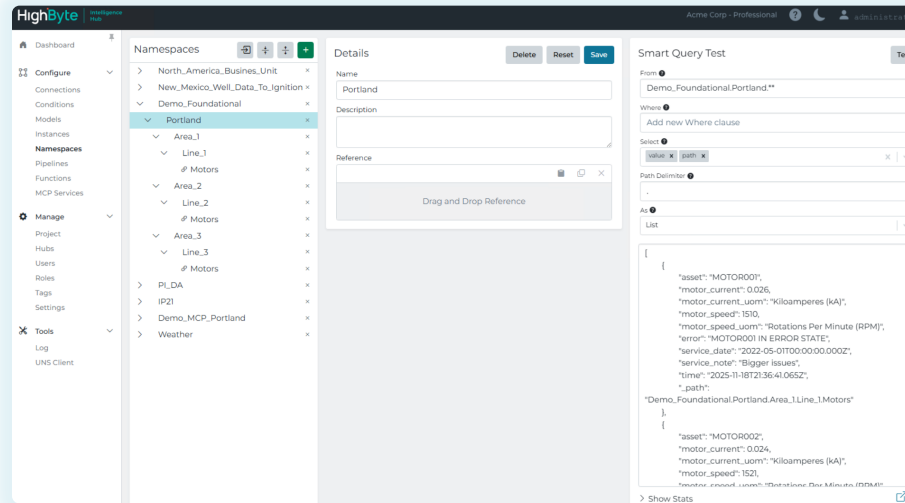 HighByte Intelligence Hub
Acme Corp - Professional
Dashboard
Configure
Connections
Conditions
Models
Instances
Namespaces
Pipelines
Functions
MCP Services
Manage
Project
Hubs
Users
Roles
Tags
Settings
Tools
Log
UNS Client
Namespaces
North_America_Busines_Unit
New_Mexico_Well_Data_To_Ignition
Demo_Foundational
Portland
Area_1
Line_1
Motors
Area_2
Line_2
Motors
Area_3
Line_3
Motors
PI_DA
IP21
Demo_MCP_Portland
Weather
Details
Delete Reset Save
Name
Portland
Description
Reference
Drag and Drop Reference
Smart Query Test
From
Demo_Foundational.Portland.**
Where
Add new Where clause
Select
value x path x
Path Delimiter
.
As
List
[
{
"asset": "MOTOR001",
"motor_current": 0.026,
"motor_current_uom": "Kiloamperes (kA)",
"motor_speed": 1510,
"motor_speed_uom": "Rotations Per Minute (RPM)",
"error": "MOTOR001 IN ERROR STATE",
"service_date": "2022-05-01T00:00:00.000Z",
"service_note": "Bigger issues",
"time": "2025-11-18T21:36:41.065Z",
"_path":
"Demo_Foundational.Portland.Area_1.Line_1.Motors"
},
{
"asset": "MOTOR002",
"motor_current": 0.024,
"motor_current_uom": "Kiloamperes (kA)",
"motor_speed": 1521,
"motor_speed_uom": "Rotations Per Minute (RPM)"
Show Stats